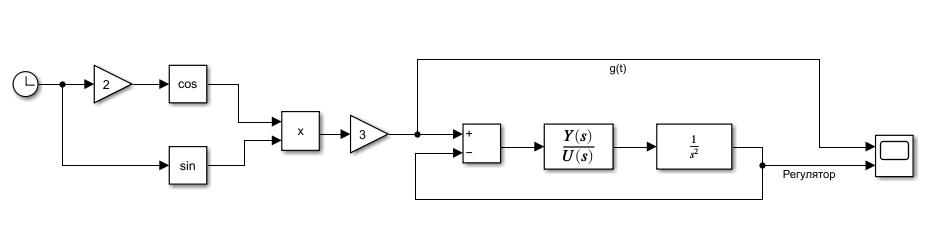 g(t)
2
cos
x
3
+
−
Y(s)
U(s)
1
s²
sin
Регулятор